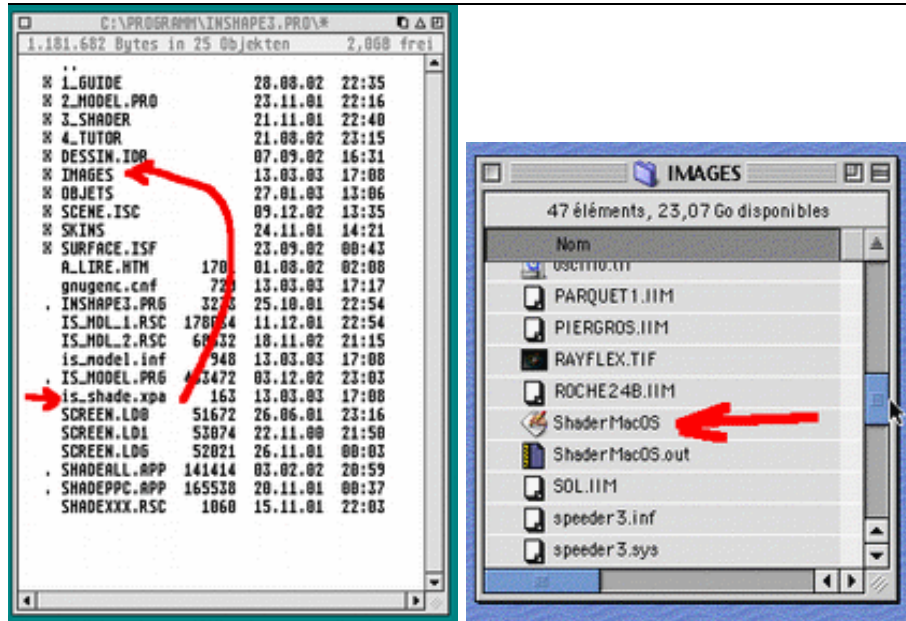 C:\PROGRAMM\INSHAPE3.PRO\*
1.181.682 Bytes in 25 Objekten 2,0GB frei
..
1_GUIDE 28.08.02 22:35
2_MODEL.PRO 23.11.01 22:16
3_SHADER 21.11.01 22:40
4_TUTOR 21.08.02 23:15
DESSIN.IDR 07.09.02 16:31
IMAGES 13.03.03 17:08
OBJETS 27.01.03 13:06
SCENE.ISC 09.12.02 13:35
SKINS 24.11.01 14:21
SURFACE.ISF 23.09.02 00:43
A_LIRE.HTM 01.08.02 02:08
gnugenc.cnf 13.03.03 17:17
. INSHAPE3.PRG 25.10.01 22:54
IS_MDL_1.RSC 11.12.01 22:54
IS_MDL_2.RSC 18.11.02 21:15
is_model.inf 948 13.03.03 17:08
. IS_MODEL.PRG 03.12.02 23:03
is_shade.xpa 163 13.03.03 17:08
SCREEN.LD0 51672 26.06.01 23:16
SCREEN.LD1 53074 22.11.00 21:50
SCREEN.LDG 52021 26.11.01 00:03
. SHADEALL.APP 141414 03.02.02 20:59
. SHADEPPC.APP 165538 20.11.01 00:37
SHADEXXX.RSC 1060 15.11.01 22:03
IMAGES
47 éléments, 23,07 Go disponibles
Nom
oscillo.tif
PARQUET1.IIM
PIERGROS.IIM
RAYFLEX.TIF
ROCHE24B.IIM
ShaderMacOS
ShaderMacOS.out
SOL.IIM
speeder3.inf
speeder3.sys